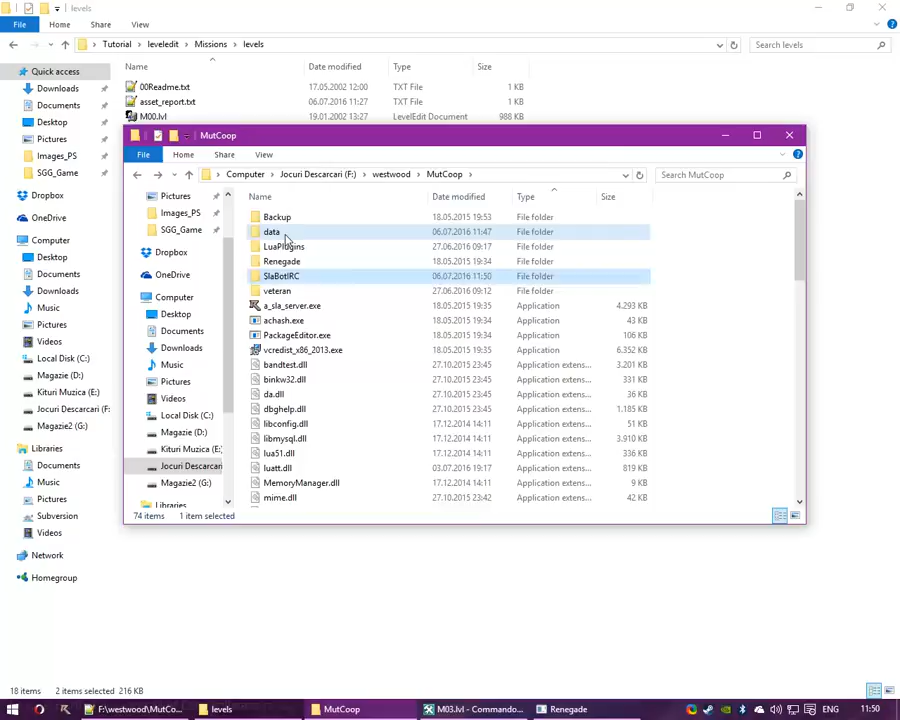 levels
File Home Share View
Tutorial leveledit Missions levels Search levels
Name Date modified Type Size
Quick access
Downloads
Documents
Desktop
Pictures
Images_PS
SGG_Game
Dropbox
OneDrive
Computer
Desktop
Documents
Downloads
Music
Pictures
Videos
Local Disk (C:)
Magazie (D:)
Kituri Muzica (E:)
Jocuri Descarcari (F:
Magazie2 (G:)
Libraries
Documents
Music
Pictures
Subversion
Videos
Network
Homegroup
00Readme.txt 17.05.2002 12:00 TXT File 1 KB
asset_report.txt 06.07.2016 11:27 TXT File 1 KB
M00.lvl 19.01.2002 13:27 LevelEdit Document 988 KB
MutCoop
File Home Share View
Computer Jocuri Descarcari (F:) westwood MutCoop Search MutCoop
Pictures
Images_PS
SGG_Game
Dropbox
OneDrive
Computer
Desktop
Documents
Downloads
Music
Pictures
Videos
Local Disk (C:)
Magazie (D:)
Kituri Muzica (E:
Jocuri Descarcari
Magazie2 (G:)
Libraries
Name Date modified Type Size
Backup 18.05.2015 19:53 File folder
data 06.07.2016 11:47 File folder
LuaPlugins 27.06.2016 09:17 File folder
Renegade 18.05.2015 19:34 File folder
SlaBotIRC 06.07.2016 11:50 File folder
veteran 27.06.2016 09:12 File folder
a_sla_server.exe 18.05.2015 19:35 Application 4.293 KB
achash.exe 18.05.2015 19:34 Application 43 KB
PackageEditor.exe 18.05.2015 19:34 Application 106 KB
vcredist_x86_2013.exe 18.05.2015 19:35 Application 6.352 KB
bandtest.dll 27.10.2015 23:45 Application extens... 3.201 KB
binkw32.dll 27.10.2015 23:45 Application extens... 331 KB
da.dll 27.10.2015 23:45 Application extens... 36 KB
dbghelp.dll 27.10.2015 23:45 Application extens... 1.185 KB
libconfig.dll 17.12.2014 14:11 Application extens... 51 KB
libmysql.dll 17.12.2014 14:11 Application extens... 3.910 KB
lua51.dll 17.12.2014 14:11 Application extens... 336 KB
luatt.dll 03.07.2016 19:17 Application extens... 819 KB
MemoryManager.dll 17.12.2014 14:11 Application extens... 9 KB
mime.dll 27.10.2015 23:42 Application extens... 42 KB
74 items 1 item selected
18 items 2 items selected 216 KB
F:\westwood\MutCo... levels MutCoop M03.lvl - Commando... Renegade ENG 11:50